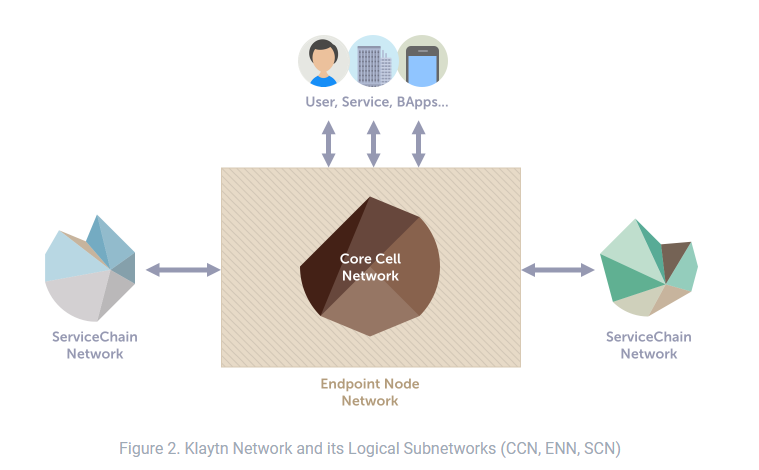 User, Service, BApps...
Core Cell
Network
ServiceChain
Network
ServiceChain
Network
Endpoint Node
Network
Figure 2. Klaytn Network and its Logical Subnetworks (CCN, ENN, SCN)